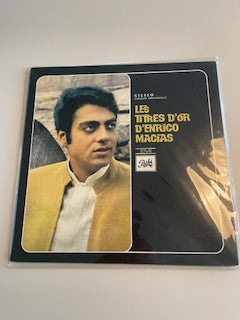 STEREO
LES
TITRES D'OR
D'ENRICO
MACIAS
Pathé